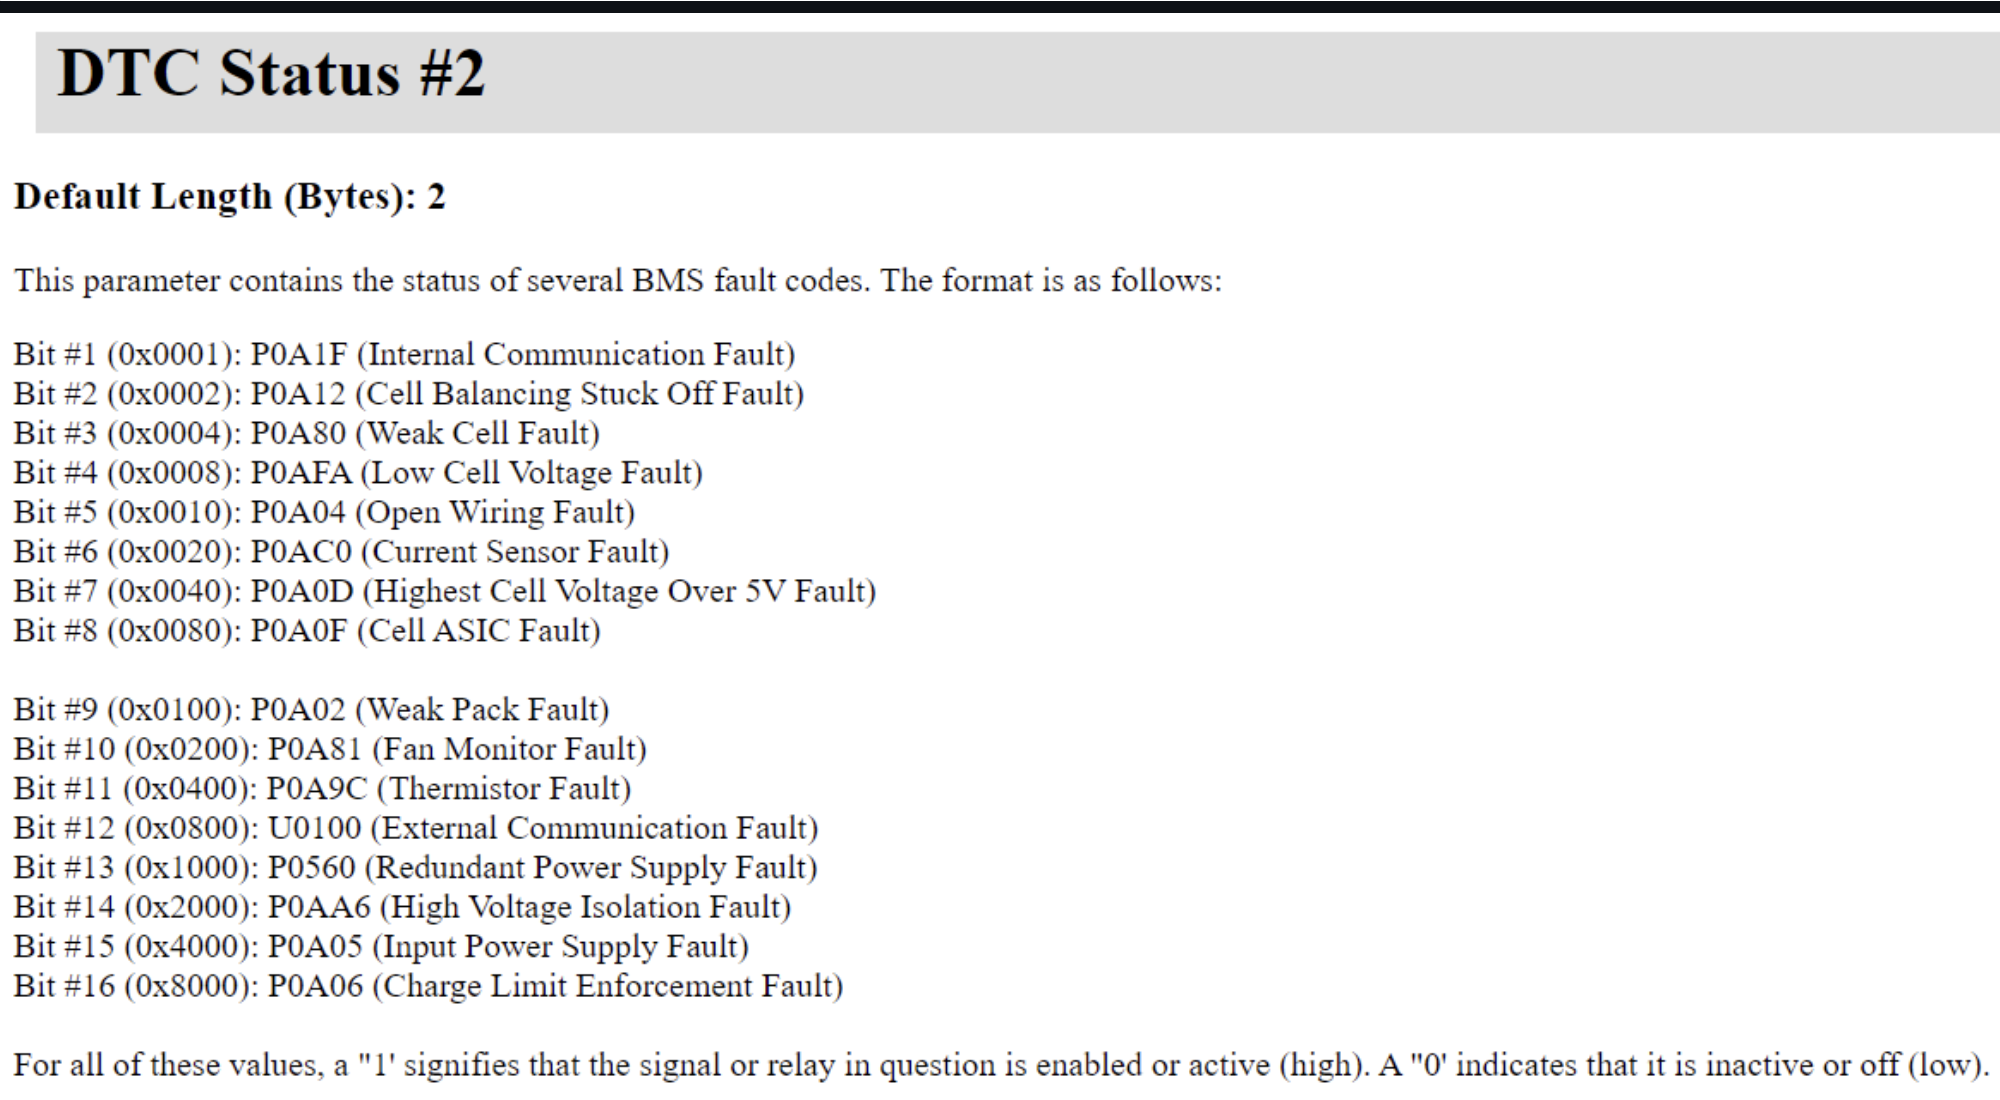 DTC Status #2
Default Length (Bytes): 2
This parameter contains the status of several BMS fault codes. The format is as follows:
Bit #1 (0x0001): P0A1F (Internal Communication Fault)
Bit #2 (0x0002): P0A12 (Cell Balancing Stuck Off Fault)
Bit #3 (0x0004): P0A80 (Weak Cell Fault)
Bit #4 (0x0008): P0AFA (Low Cell Voltage Fault)
Bit #5 (0x0010): P0A04 (Open Wiring Fault)
Bit #6 (0x0020): P0AC0 (Current Sensor Fault)
Bit #7 (0x0040): P0A0D (Highest Cell Voltage Over 5V Fault)
Bit #8 (0x0080): P0A0F (Cell ASIC Fault)
Bit #9 (0x0100): P0A02 (Weak Pack Fault)
Bit #10 (0x0200): P0A81 (Fan Monitor Fault)
Bit #11 (0x0400): P0A9C (Thermistor Fault)
Bit #12 (0x0800): U0100 (External Communication Fault)
Bit #13 (0x1000): P0560 (Redundant Power Supply Fault)
Bit #14 (0x2000): P0AA6 (High Voltage Isolation Fault)
Bit #15 (0x4000): P0A05 (Input Power Supply Fault)
Bit #16 (0x8000): P0A06 (Charge Limit Enforcement Fault)
For all of these values, a "1' signifies that the signal or relay in question is enabled or active (high). A "0' indicates that it is inactive or off (low).